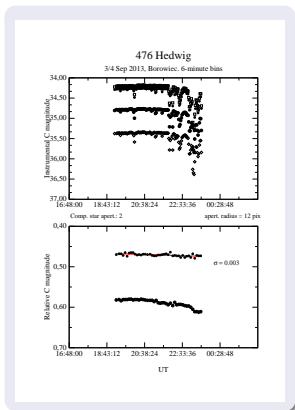 476 Hedwig
3/4 Sep 2013, Borowiec. 6-minute bins
34,00
34,50
35,00
35,50
36,00
36,50
37,00
Instrumental C magnitude
16:48:00 18:43:12 20:38:24 22:33:36 00:28:48
Comp. star apert.: 2 apert. radius = 12 pix
0,40
0,50
0,60
0,70
Relative C magnitude
σ = 0.003
16:48:00 18:43:12 20:38:24 22:33:36 00:28:48
UT